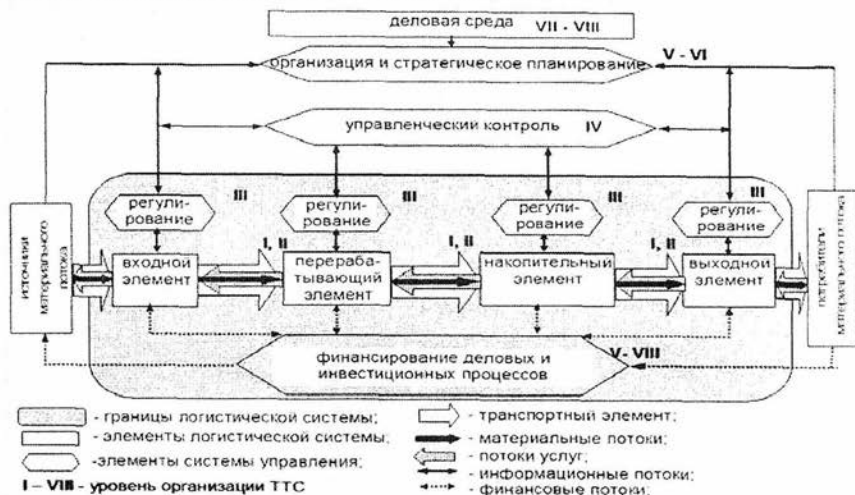 деловая среда VII - VIII
организация и стратегическое планирование V - VI
управленческий контроль IV
III III III III
регули-
рование
регули-
рование
регули-
рование
регули-
рование
источники
материального
потока
входной
элемент
I, II
перераба-
тывающий
элемент
I, II
накопительный
элемент
I, II
выходной
элемент
потребители
материального потока
финансирование деловых и
инвестиционных процессов
V- VIII
- границы логистической системы;
- элементы логистической системы;
-элементы системы управления;
I – VIII - уровень организации ТТС
- транспортный элемент;
- материальные потоки;
- потоки услуг;
- информационные потоки;
- финансовые потоки;